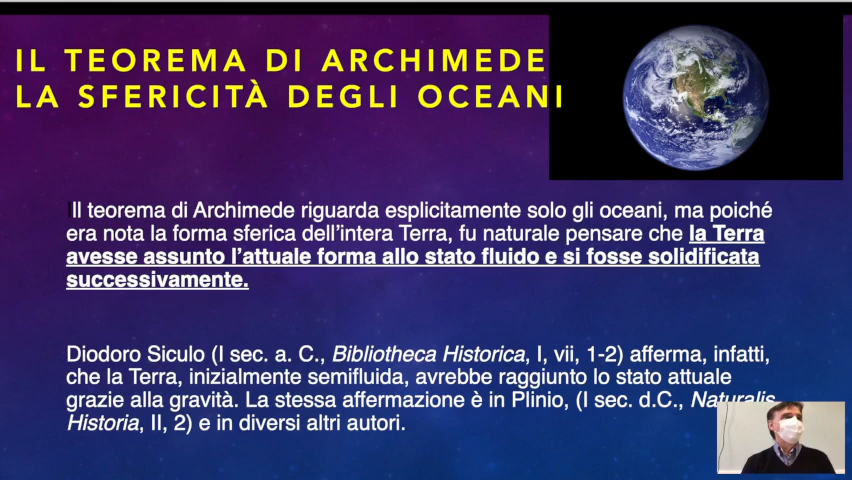 IL TEOREMA DI ARCHIMEDE
LA SFERICITÀ DEGLI OCEANI
Il teorema di Archimede riguarda esplicitamente solo gli oceani, ma poiché
era nota la forma sferica dell'intera Terra, fu naturale pensare che la Terra
avesse assunto l'attuale forma allo stato fluido e si fosse solidificata
successivamente.
Diodoro Siculo (I sec. a. C., Bibliotheca Historica, I, vii, 1-2) afferma, infatti,
che la Terra, inizialmente semifluida, avrebbe raggiunto lo stato attuale
grazie alla gravità. La stessa affermazione è in Plinio, (I sec. d.C., Naturalis
Historia, II, 2) e in diversi altri autori.